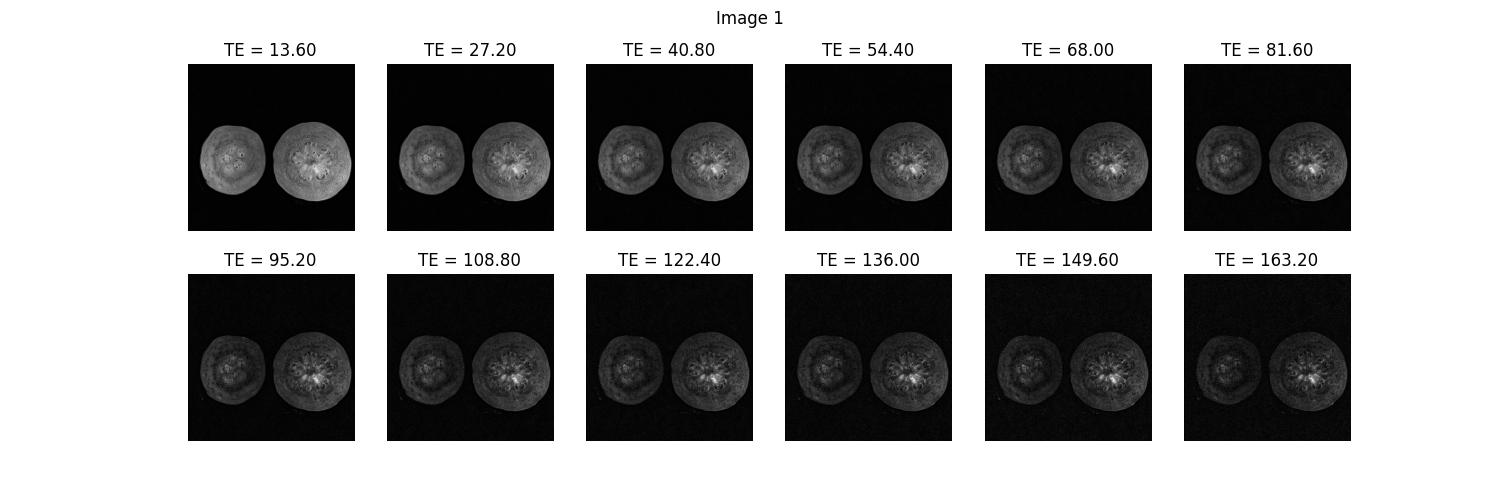 Image 1
TE = 13.60
TE = 27.20
TE = 40.80
TE = 54.40
TE = 68.00
TE = 81.60
TE = 95.20
TE = 108.80
TE = 122.40
TE = 136.00
TE = 149.60
TE = 163.20